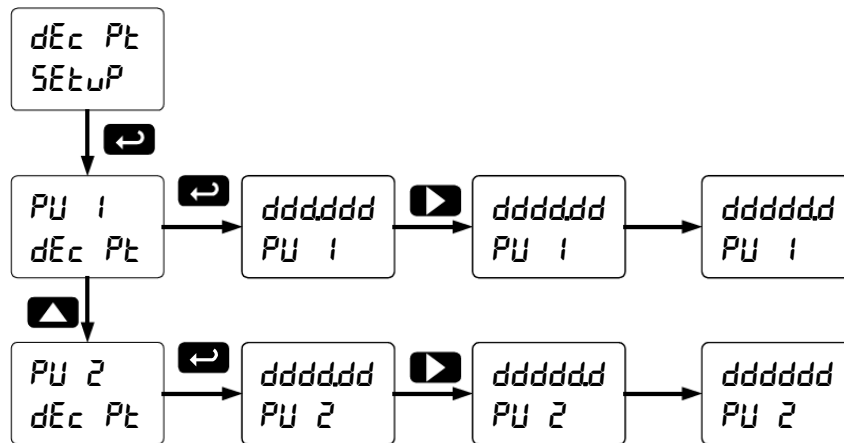 dEc Pt
SEtuP
PU 1
dEc Pt
ddd.ddd
PU 1
dddd.dd
PU 1
ddddd.d
PU 1
PU 2
dEc Pt
dddd.dd
PU 2
ddddd.d
PU 2
dddddd
PU 2